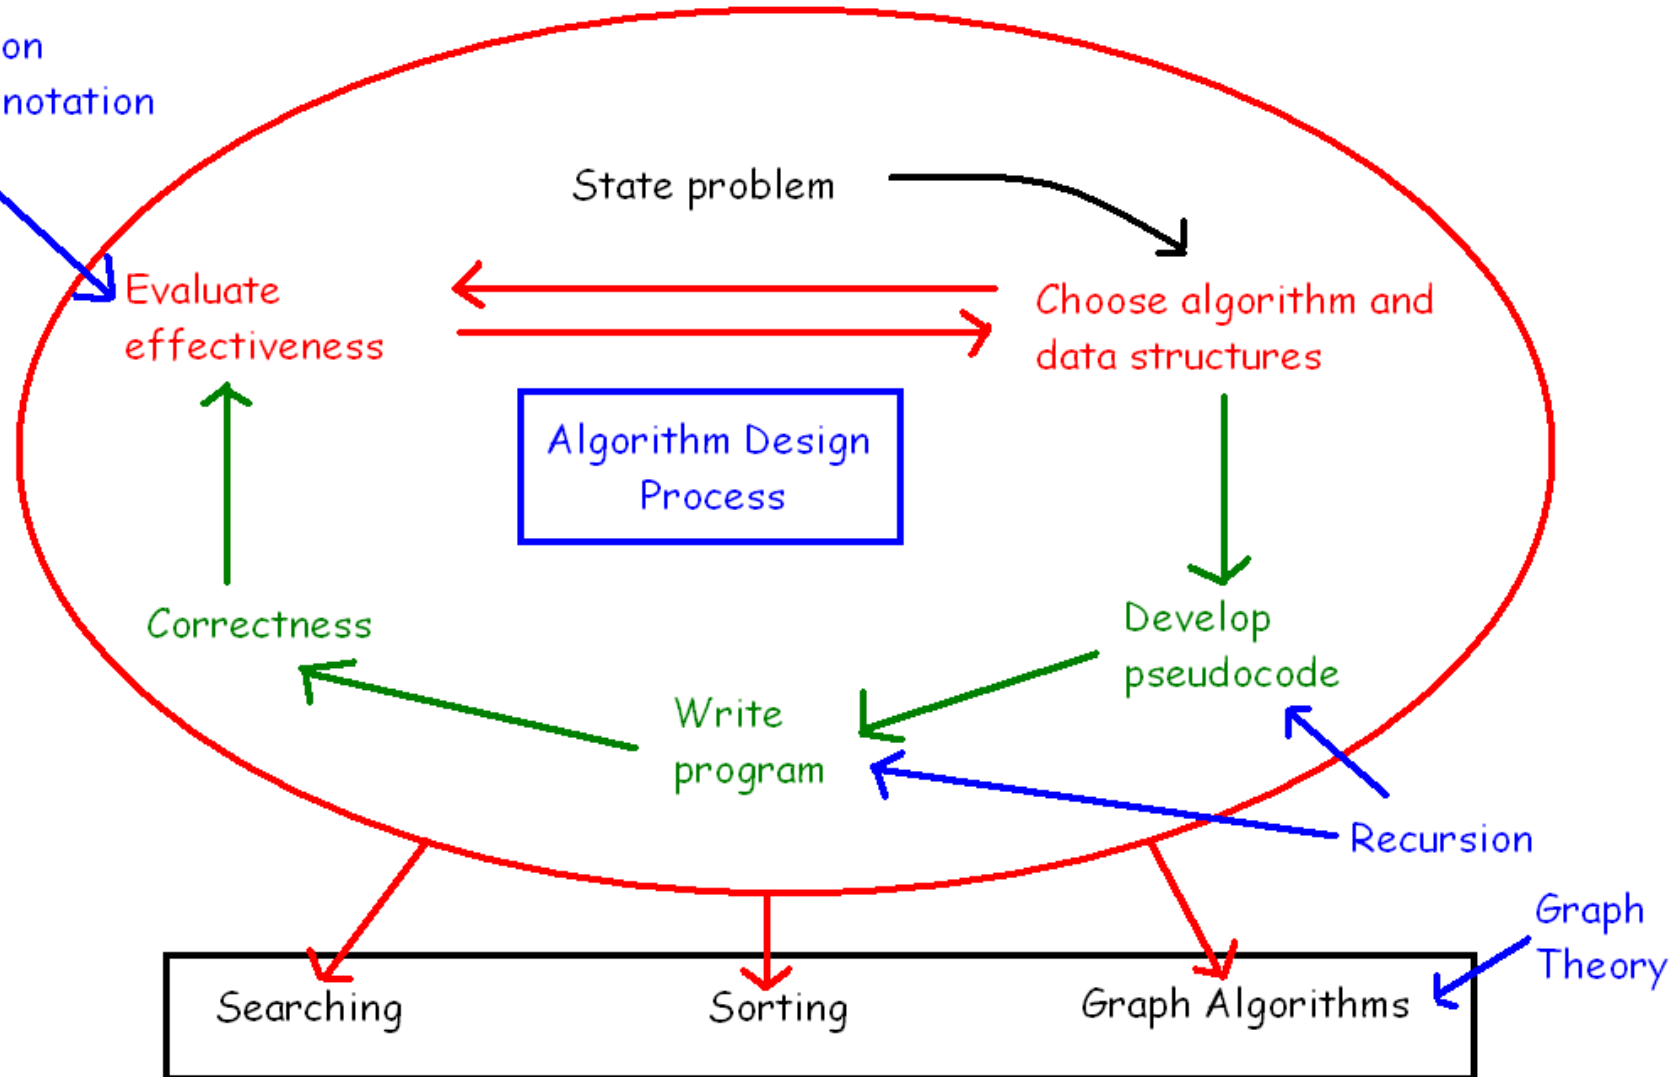 on
notation
State problem
Evaluate
effectiveness
Choose algorithm and
data structures
Algorithm Design
Process
Correctness
Develop
pseudocode
Write
program
Recursion
Graph
Theory
Searching
Sorting
Graph Algorithms